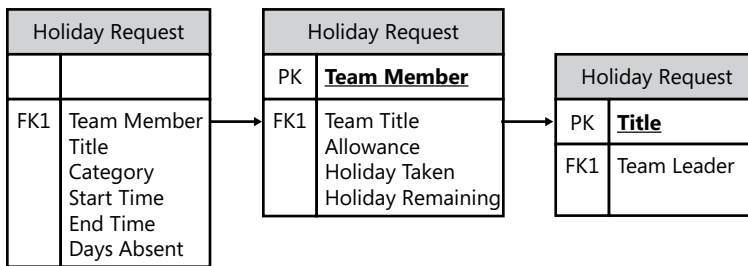 Holiday Request
FK1
Team Member
Title
Category
Start Time
End Time
Days Absent
Holiday Request
PK
Team Member
FK1
Team Title
Allowance
Holiday Taken
Holiday Remaining
Holiday Request
PK
Title
FK1
Team Leader